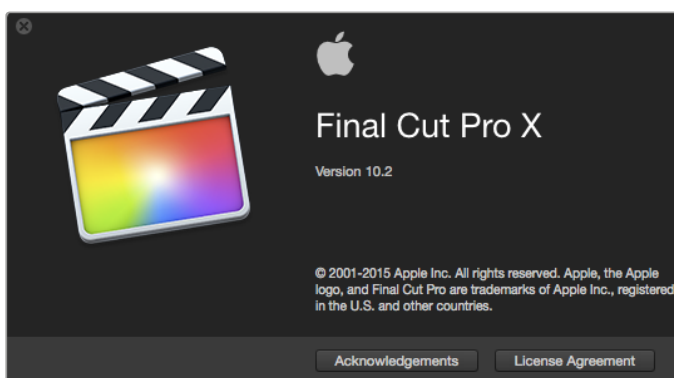 Final Cut Pro X
Version 10.2
© 2001-2015 Apple Inc. All rights reserved. Apple, the Apple
logo, and Final Cut Pro are trademarks of Apple Inc., registered
in the U.S. and other countries.
Acknowledgements
License Agreement